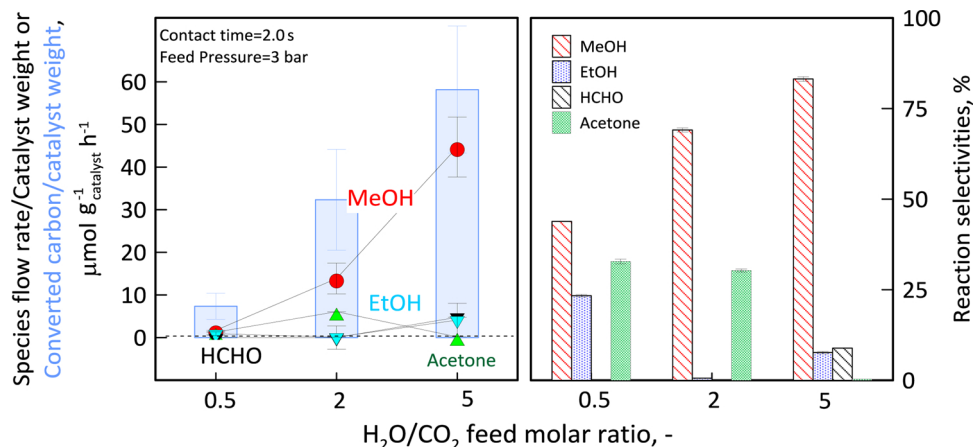 Species flow rate/Catalyst weight or
Converted carbon/catalyst weight,
μmol g⁻¹catalyst h⁻¹
Contact time=2.0 s
Feed Pressure=3 bar
60
50
40
30
20
10
0
MeOH
EtOH
HCHO
Acetone
0.5
2
5
MeOH
EtOH
HCHO
Acetone
100
75
50
25
0
Reaction selectivities, %
0.5
2
5
H₂O/CO₂ feed molar ratio, -